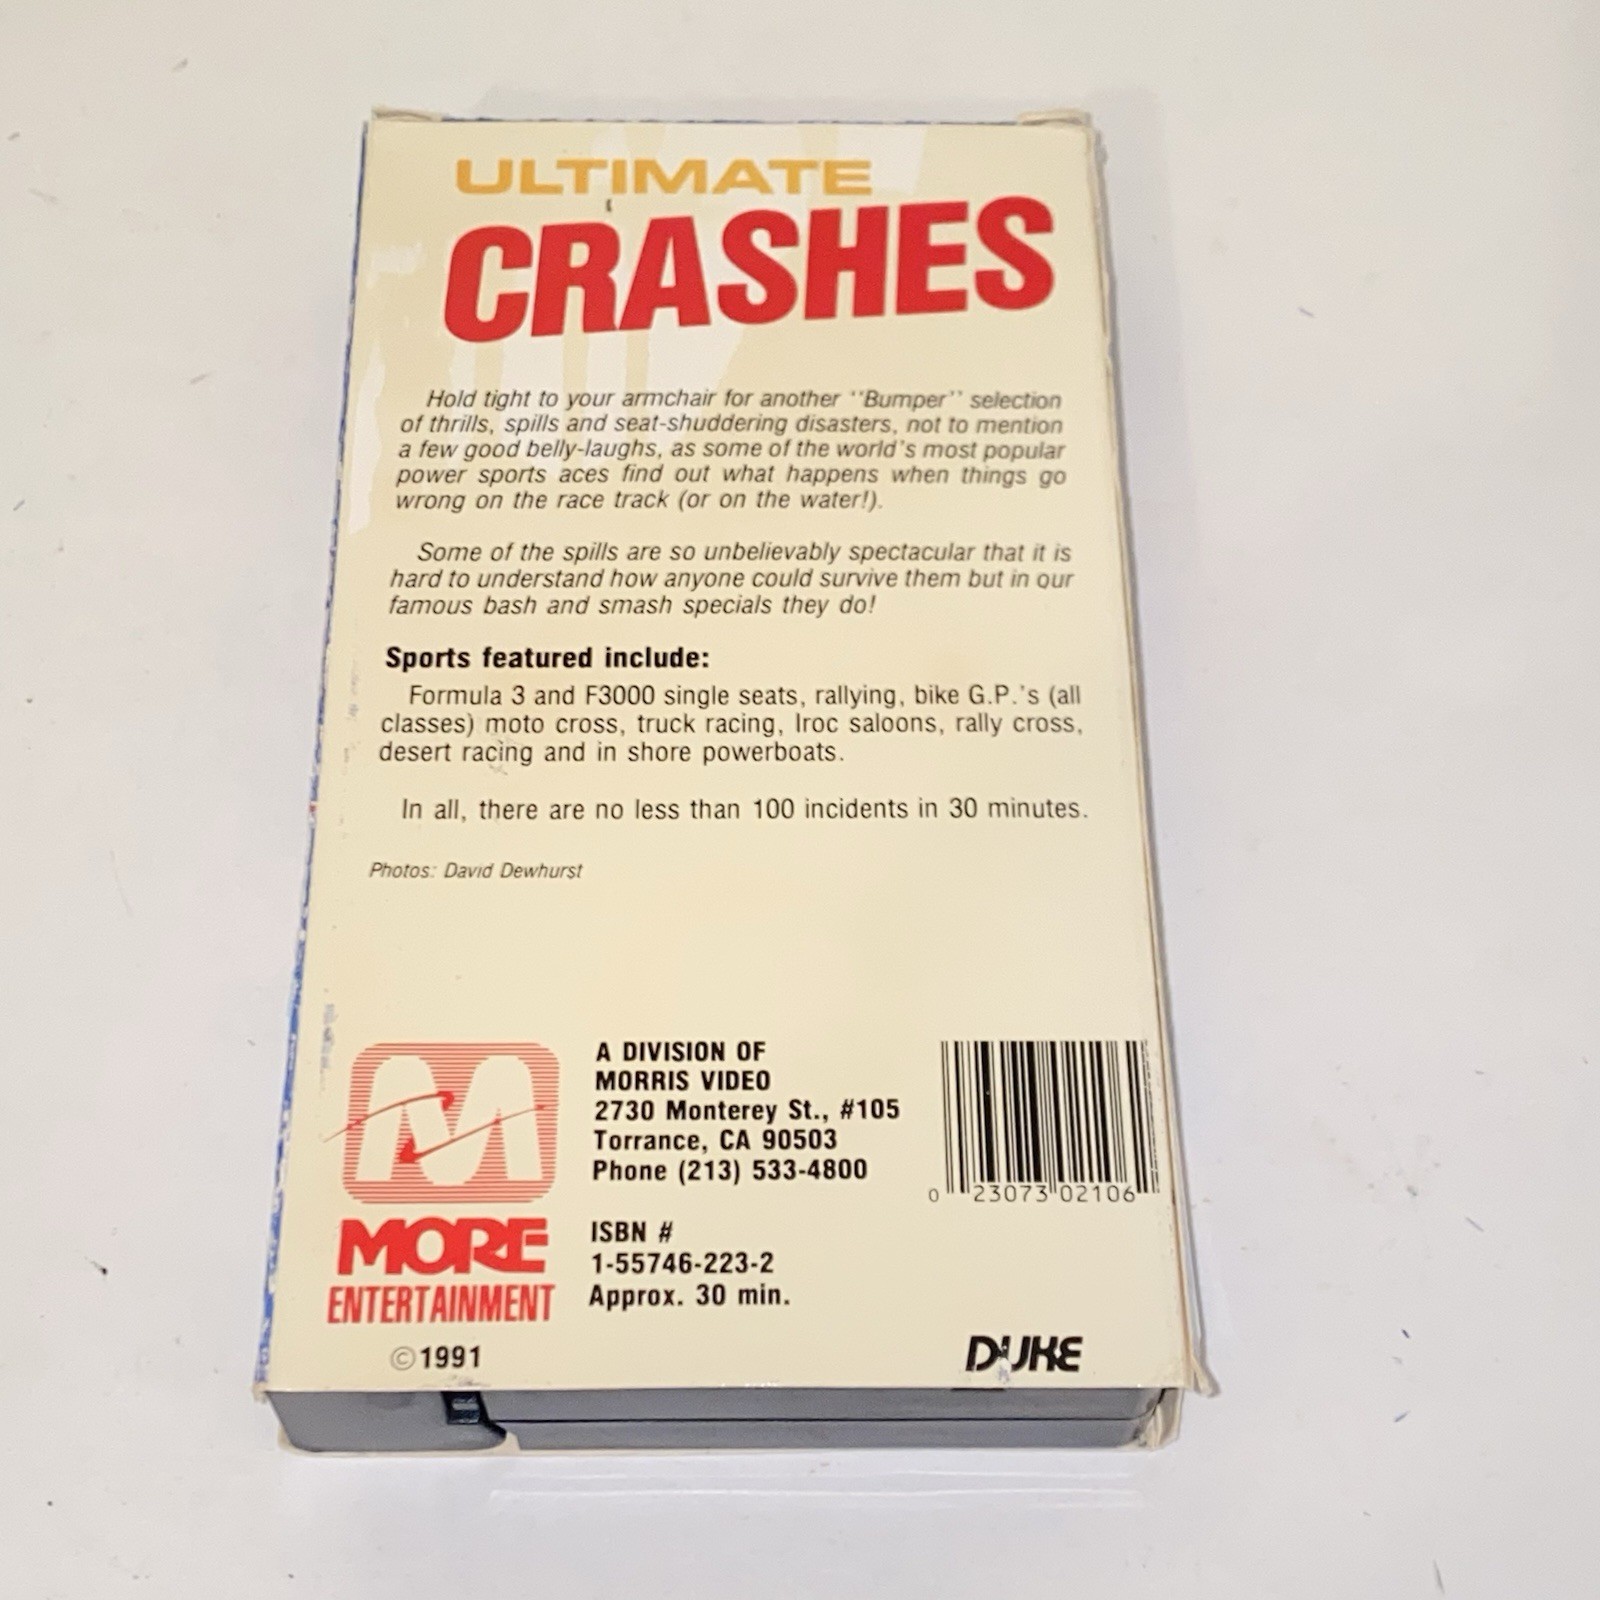 ULTIMATE
CRASHES
Hold tight to your armchair for another ''Bumper'' selection
of thrills, spills and seat-shuddering disasters, not to mention
a few good belly-laughs, as some of the world's most popular
power sports aces find out what happens when things go
wrong on the race track (or on the water!).
Some of the spills are so unbelievably spectacular that it is
hard to understand how anyone could survive them but in our
famous bash and smash specials they do!
Sports featured include:
Formula 3 and F3000 single seats, rallying, bike G.P.'s (all
classes) moto cross, truck racing, Iroc saloons, rally cross,
desert racing and in shore powerboats.
In all, there are no less than 100 incidents in 30 minutes.
Photos: David Dewhurst
A DIVISION OF
MORRIS VIDEO
2730 Monterey St., #105
Torrance, CA 90503
Phone (213) 533-4800
0 23073 02106
M
MORE
ENTERTAINMENT
ISBN #
1-55746-223-2
Approx. 30 min.
©1991
DUKE